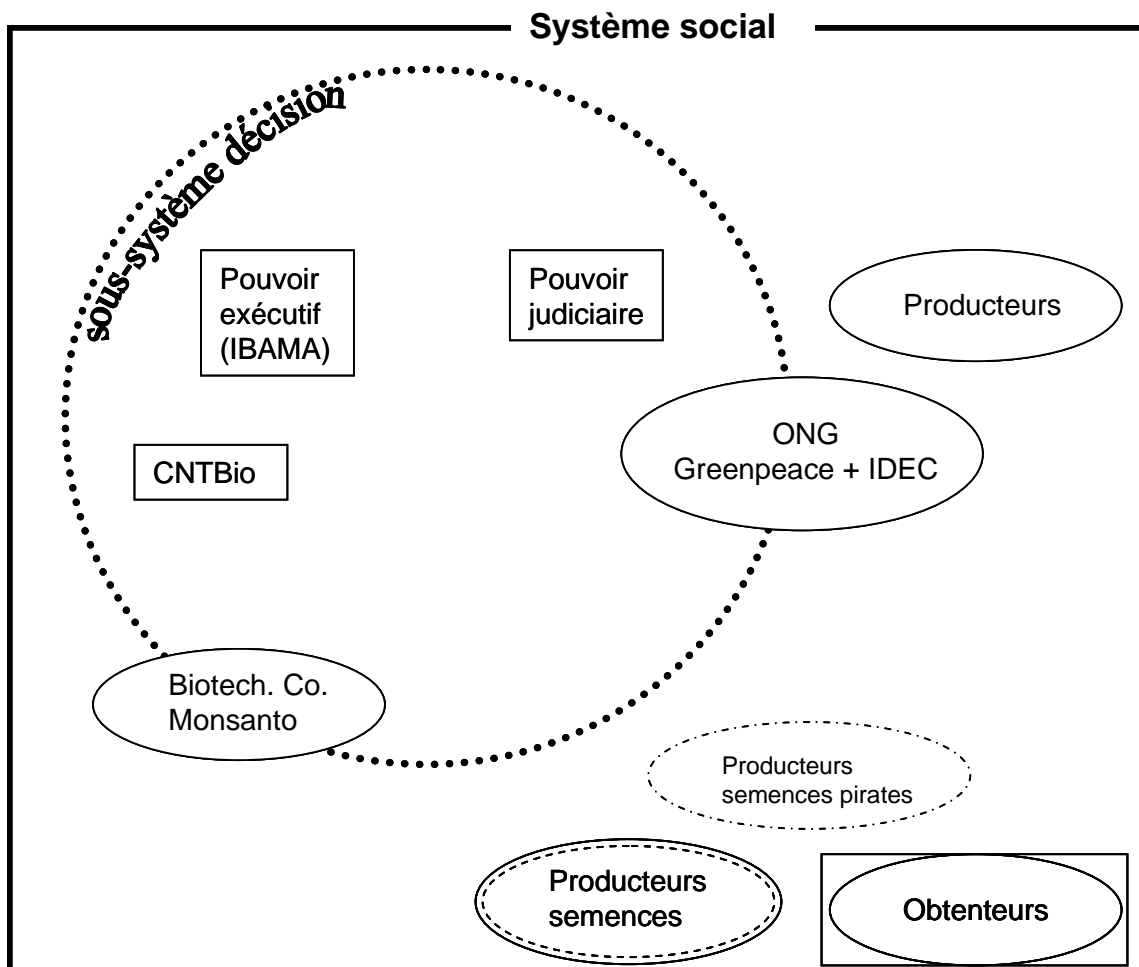 Système social
sous-système décision
Pouvoir
exécutif
(IBAMA)
Pouvoir
judiciaire
Producteurs
ONG
Greenpeace + IDEC
CNTBio
Biotech. Co.
Monsanto
Producteurs
semences pirates
Producteurs
semences
Obtenteurs